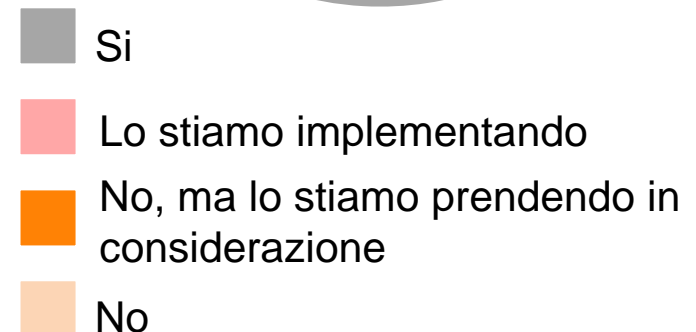 Si
Lo stiamo implementando
No, ma lo stiamo prendendo in
considerazione
No